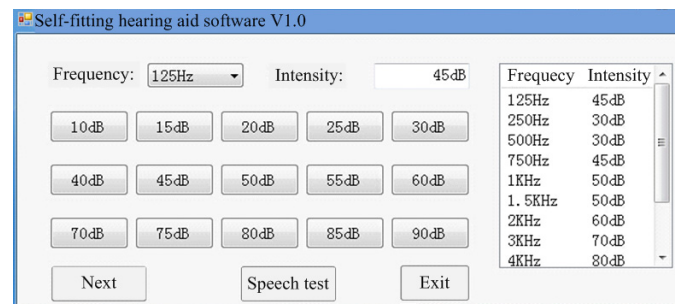 Self-fitting hearing aid software V1.0
Frequency: 125Hz Intensity: 45dB
10dB 15dB 20dB 25dB 30dB
40dB 45dB 50dB 55dB 60dB
70dB 75dB 80dB 85dB 90dB
Next Speech test Exit
Frequecy Intensity
125Hz 45dB
250Hz 30dB
500Hz 30dB
750Hz 45dB
1KHz 50dB
1.5KHz 50dB
2KHz 60dB
3KHz 70dB
4KHz 80dB